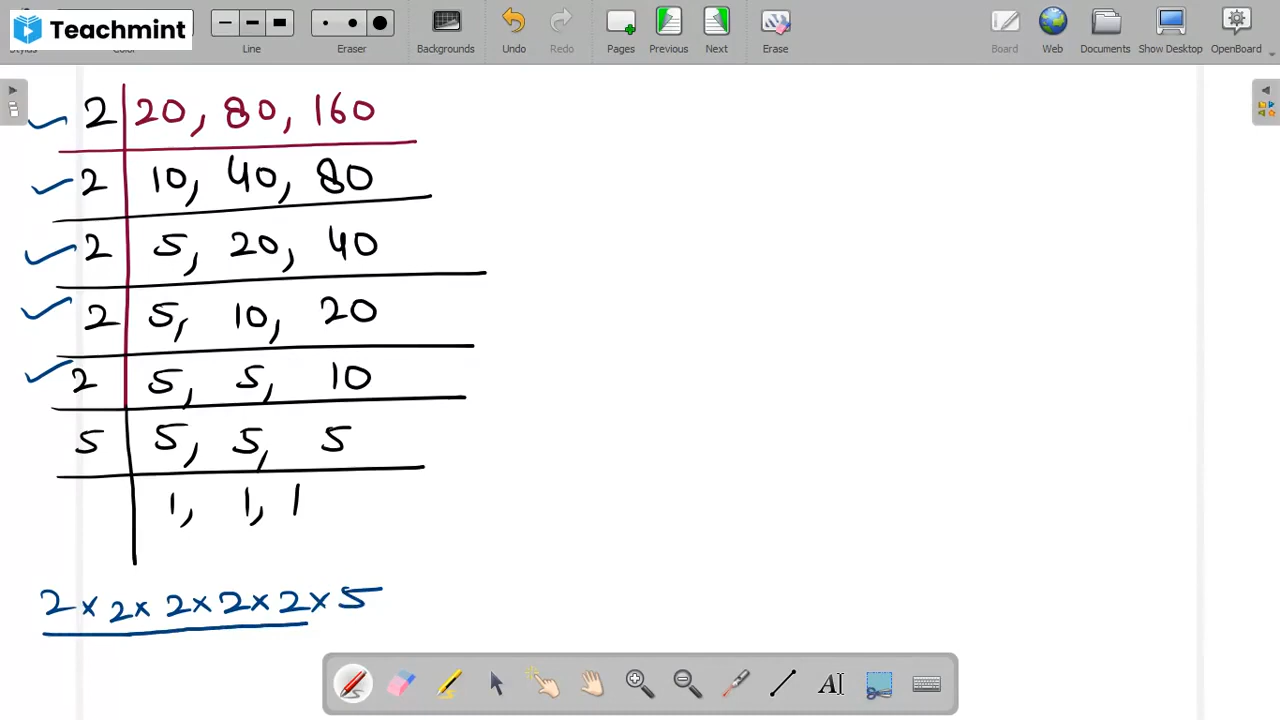 Teachmint
Color Line Eraser Backgrounds Undo Redo Pages Previous Next Erase Board Web Documents Show Desktop OpenBoard
2 20, 80, 160
2 10, 40, 80
2 5, 20, 40
2 5, 10, 20
2 5, 5, 10
5 5, 5, 5
1, 1, 1
2 × 2 × 2 × 2 × 2 × 5